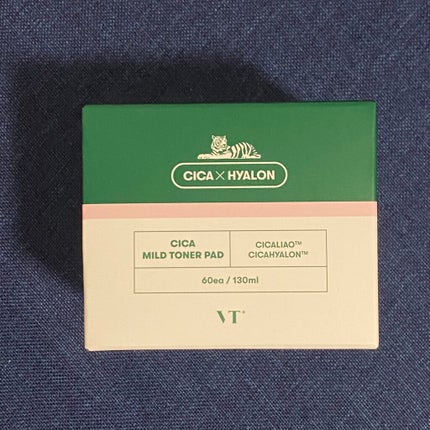 CICA × HYALON
CICA
MILD TONER PAD
CICALIAO™
CICAHYALON™
60ea / 130ml
VT®